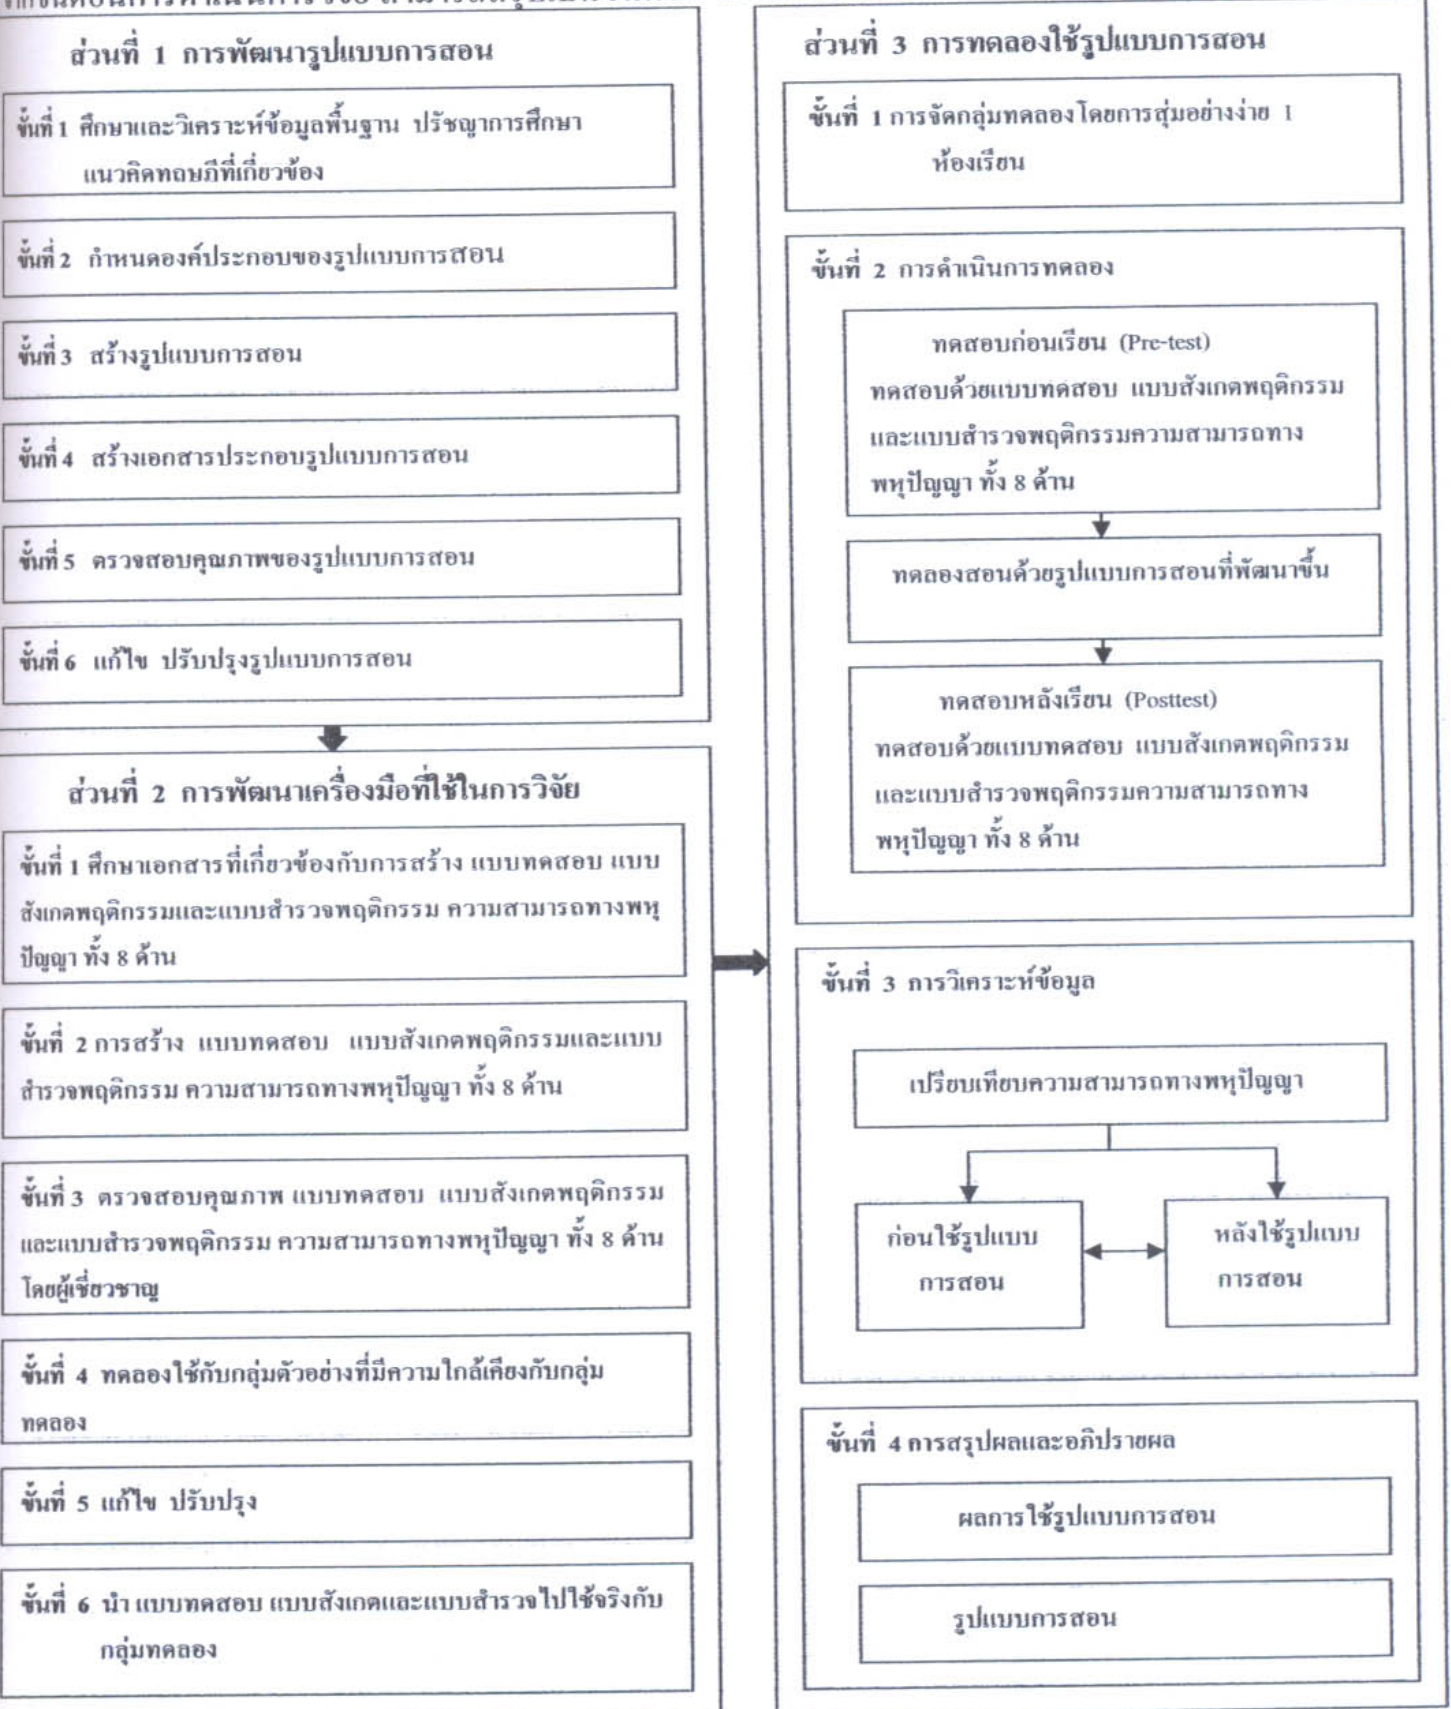 ส่วนที่ 1 การพัฒนารูปแบบการสอน
ขั้นที่ 1 ศึกษาและวิเคราะห์ข้อมูลพื้นฐาน ปรัชญาการศึกษา
แนวคิดทฤษฎีที่เกี่ยวข้อง
ขั้นที่ 2 กำหนดองค์ประกอบของรูปแบบการสอน
ขั้นที่ 3 สร้างรูปแบบการสอน
ขั้นที่ 4 สร้างเอกสารประกอบรูปแบบการสอน
ขั้นที่ 5 ตรวจสอบคุณภาพของรูปแบบการสอน
ขั้นที่ 6 แก้ไข ปรับปรุงรูปแบบการสอน
ส่วนที่ 2 การพัฒนาเครื่องมือที่ใช้ในการวิจัย
ขั้นที่ 1 ศึกษาเอกสารที่เกี่ยวข้องกับการสร้าง แบบทดสอบ แบบ
สังเกตพฤติกรรมและแบบสำรวจพฤติกรรม ความสามารถทางพหุ
ปัญญา ทั้ง 8 ด้าน
ขั้นที่ 2 การสร้าง แบบทดสอบ แบบสังเกตพฤติกรรมและแบบ
สำรวจพฤติกรรม ความสามารถทางพหุปัญญา ทั้ง 8 ด้าน
ขั้นที่ 3 ตรวจสอบคุณภาพ แบบทดสอบ แบบสังเกตพฤติกรรม
และแบบสำรวจพฤติกรรม ความสามารถทางพหุปัญญา ทั้ง 8 ด้าน
โดยผู้เชี่ยวชาญ
ขั้นที่ 4 ทดลองใช้กับกลุ่มตัวอย่างที่มีความใกล้เคียงกับกลุ่ม
ทดลอง
ขั้นที่ 5 แก้ไข ปรับปรุง
ขั้นที่ 6 นำ แบบทดสอบ แบบสังเกตและแบบสำรวจไปใช้จริงกับ
กลุ่มทดลอง
ส่วนที่ 3 การทดลองใช้รูปแบบการสอน
ขั้นที่ 1 การจัดกลุ่มทดลองโดยการสุ่มอย่างง่าย 1
ห้องเรียน
ขั้นที่ 2 การดำเนินการทดลอง
ทดสอบก่อนเรียน (Pre-test)
ทดสอบด้วยแบบทดสอบ แบบสังเกตพฤติกรรม
และแบบสำรวจพฤติกรรมความสามารถทาง
พหุปัญญา ทั้ง 8 ด้าน
ทดลองสอนด้วยรูปแบบการสอนที่พัฒนาขึ้น
ทดสอบหลังเรียน (Posttest)
ทดสอบด้วยแบบทดสอบ แบบสังเกตพฤติกรรม
และแบบสำรวจพฤติกรรมความสามารถทาง
พหุปัญญา ทั้ง 8 ด้าน
ขั้นที่ 3 การวิเคราะห์ข้อมูล
เปรียบเทียบความสามารถทางพหุปัญญา
ก่อนใช้รูปแบบ
การสอน
หลังใช้รูปแบบ
การสอน
ขั้นที่ 4 การสรุปผลและอภิปรายผล
ผลการใช้รูปแบบการสอน
รูปแบบการสอน